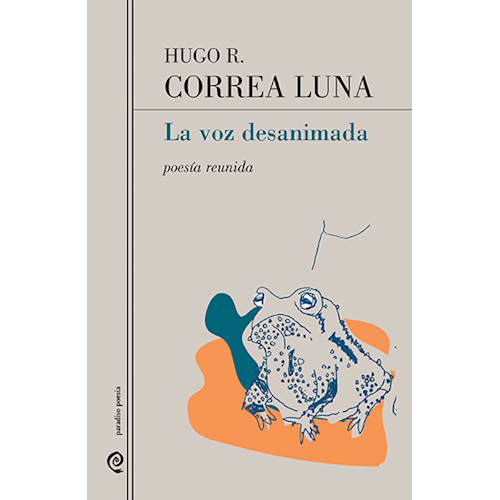 HUGO R.
CORREA LUNA
La voz desanimada
poesía reunida
paradiso poesía